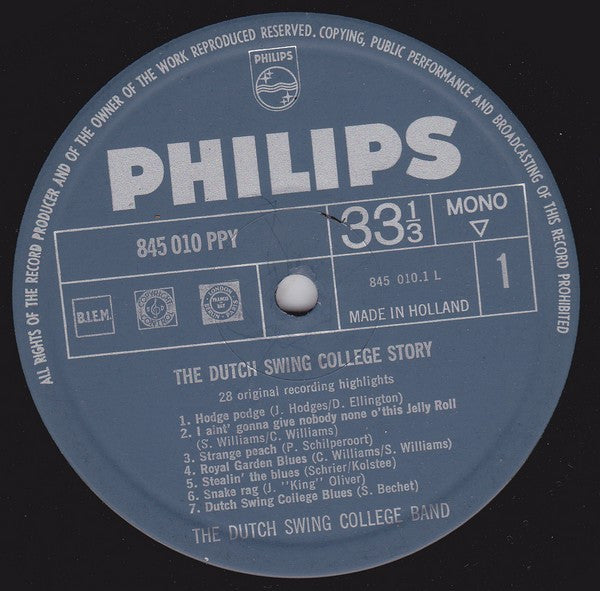 ALL RIGHTS OF THE RECORD PRODUCER AND OF THE OWNER OF THE WORK REPRODUCED RESERVED. COPYING, PUBLIC PERFORMANCE AND BROADCASTING OF THIS RECORD PROHIBITED
PHILIPS
PHILIPS
845 010 PPY
33 1/3
MONO
▽
B.I.E.M.
845 010.1 L
MADE IN HOLLAND
1
THE DUTCH SWING COLLEGE STORY
28 original recording highlights
1. Hodge podge (J. Hodges/D. Ellington)
2. I aint' gonna give nobody none o'this Jelly Roll
(S. Williams/C. Williams)
3. Strange peach (P. Schilperoort)
4. Royal Garden Blues (C. Williams/S. Williams)
5. Stealin' the blues (Schrier/Kolstee)
6. Snake rag (J. "King" Oliver)
7. Dutch Swing College Blues (S. Bechet)
THE DUTCH SWING COLLEGE BAND